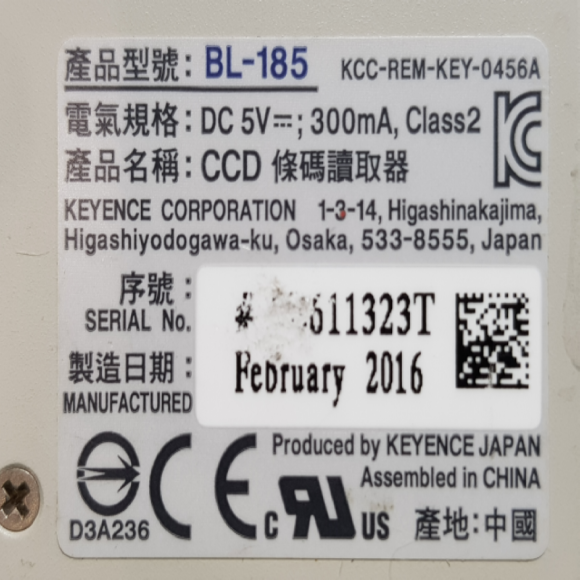 產品型號: BL-185 KCC-REM-KEY-0456A
電氣規格: DC 5V⎓; 300mA, Class2
產品名稱: CCD 條碼讀取器
KEYENCE CORPORATION 1-3-14, Higashinakajima,
Higashiyodogawa-ku, Osaka, 533-8555, Japan
序號:
SERIAL No.
製造日期: February 2016
MANUFACTURED
Produced by KEYENCE JAPAN
Assembled in CHINA
D3A236 CE c RU US 產地:中國